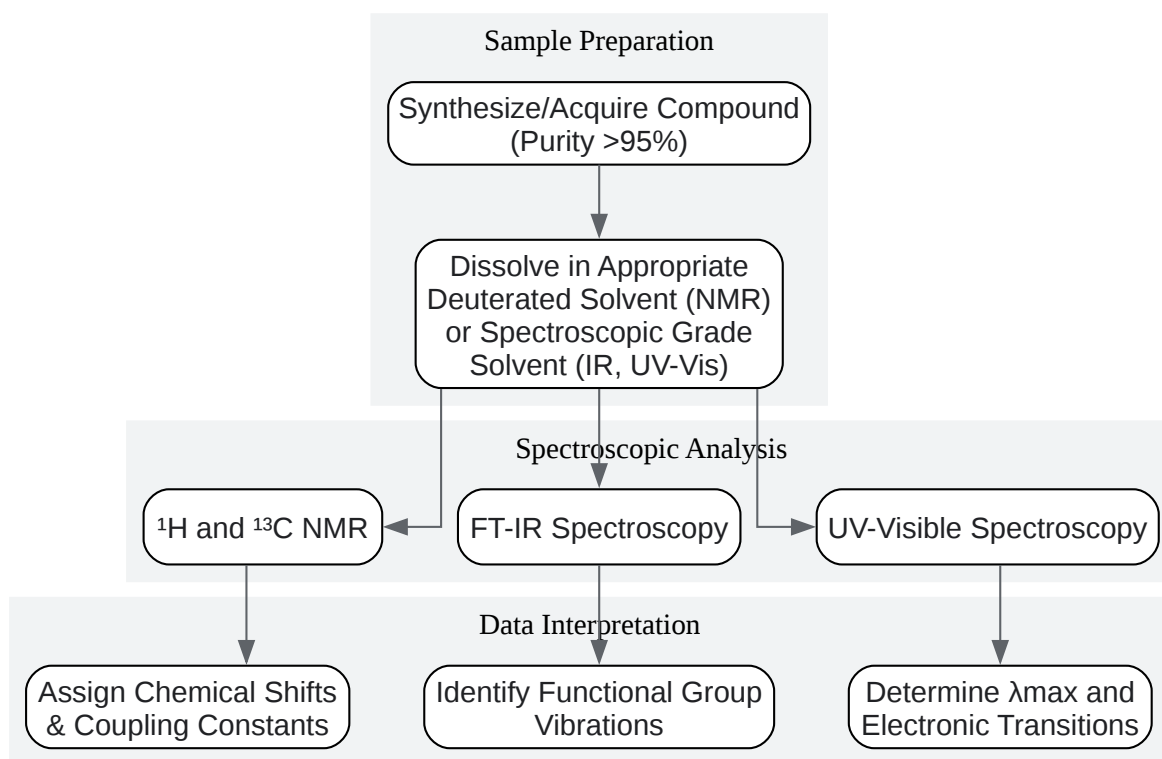 Sample Preparation
Synthesize/Acquire Compound
(Purity >95%)
Dissolve in Appropriate
Deuterated Solvent (NMR)
or Spectroscopic Grade
Solvent (IR, UV-Vis)
Spectroscopic Analysis
¹H and ¹³C NMR
FT-IR Spectroscopy
UV-Visible Spectroscopy
Data Interpretation
Assign Chemical Shifts
& Coupling Constants
Identify Functional Group
Vibrations
Determine λmax and
Electronic Transitions